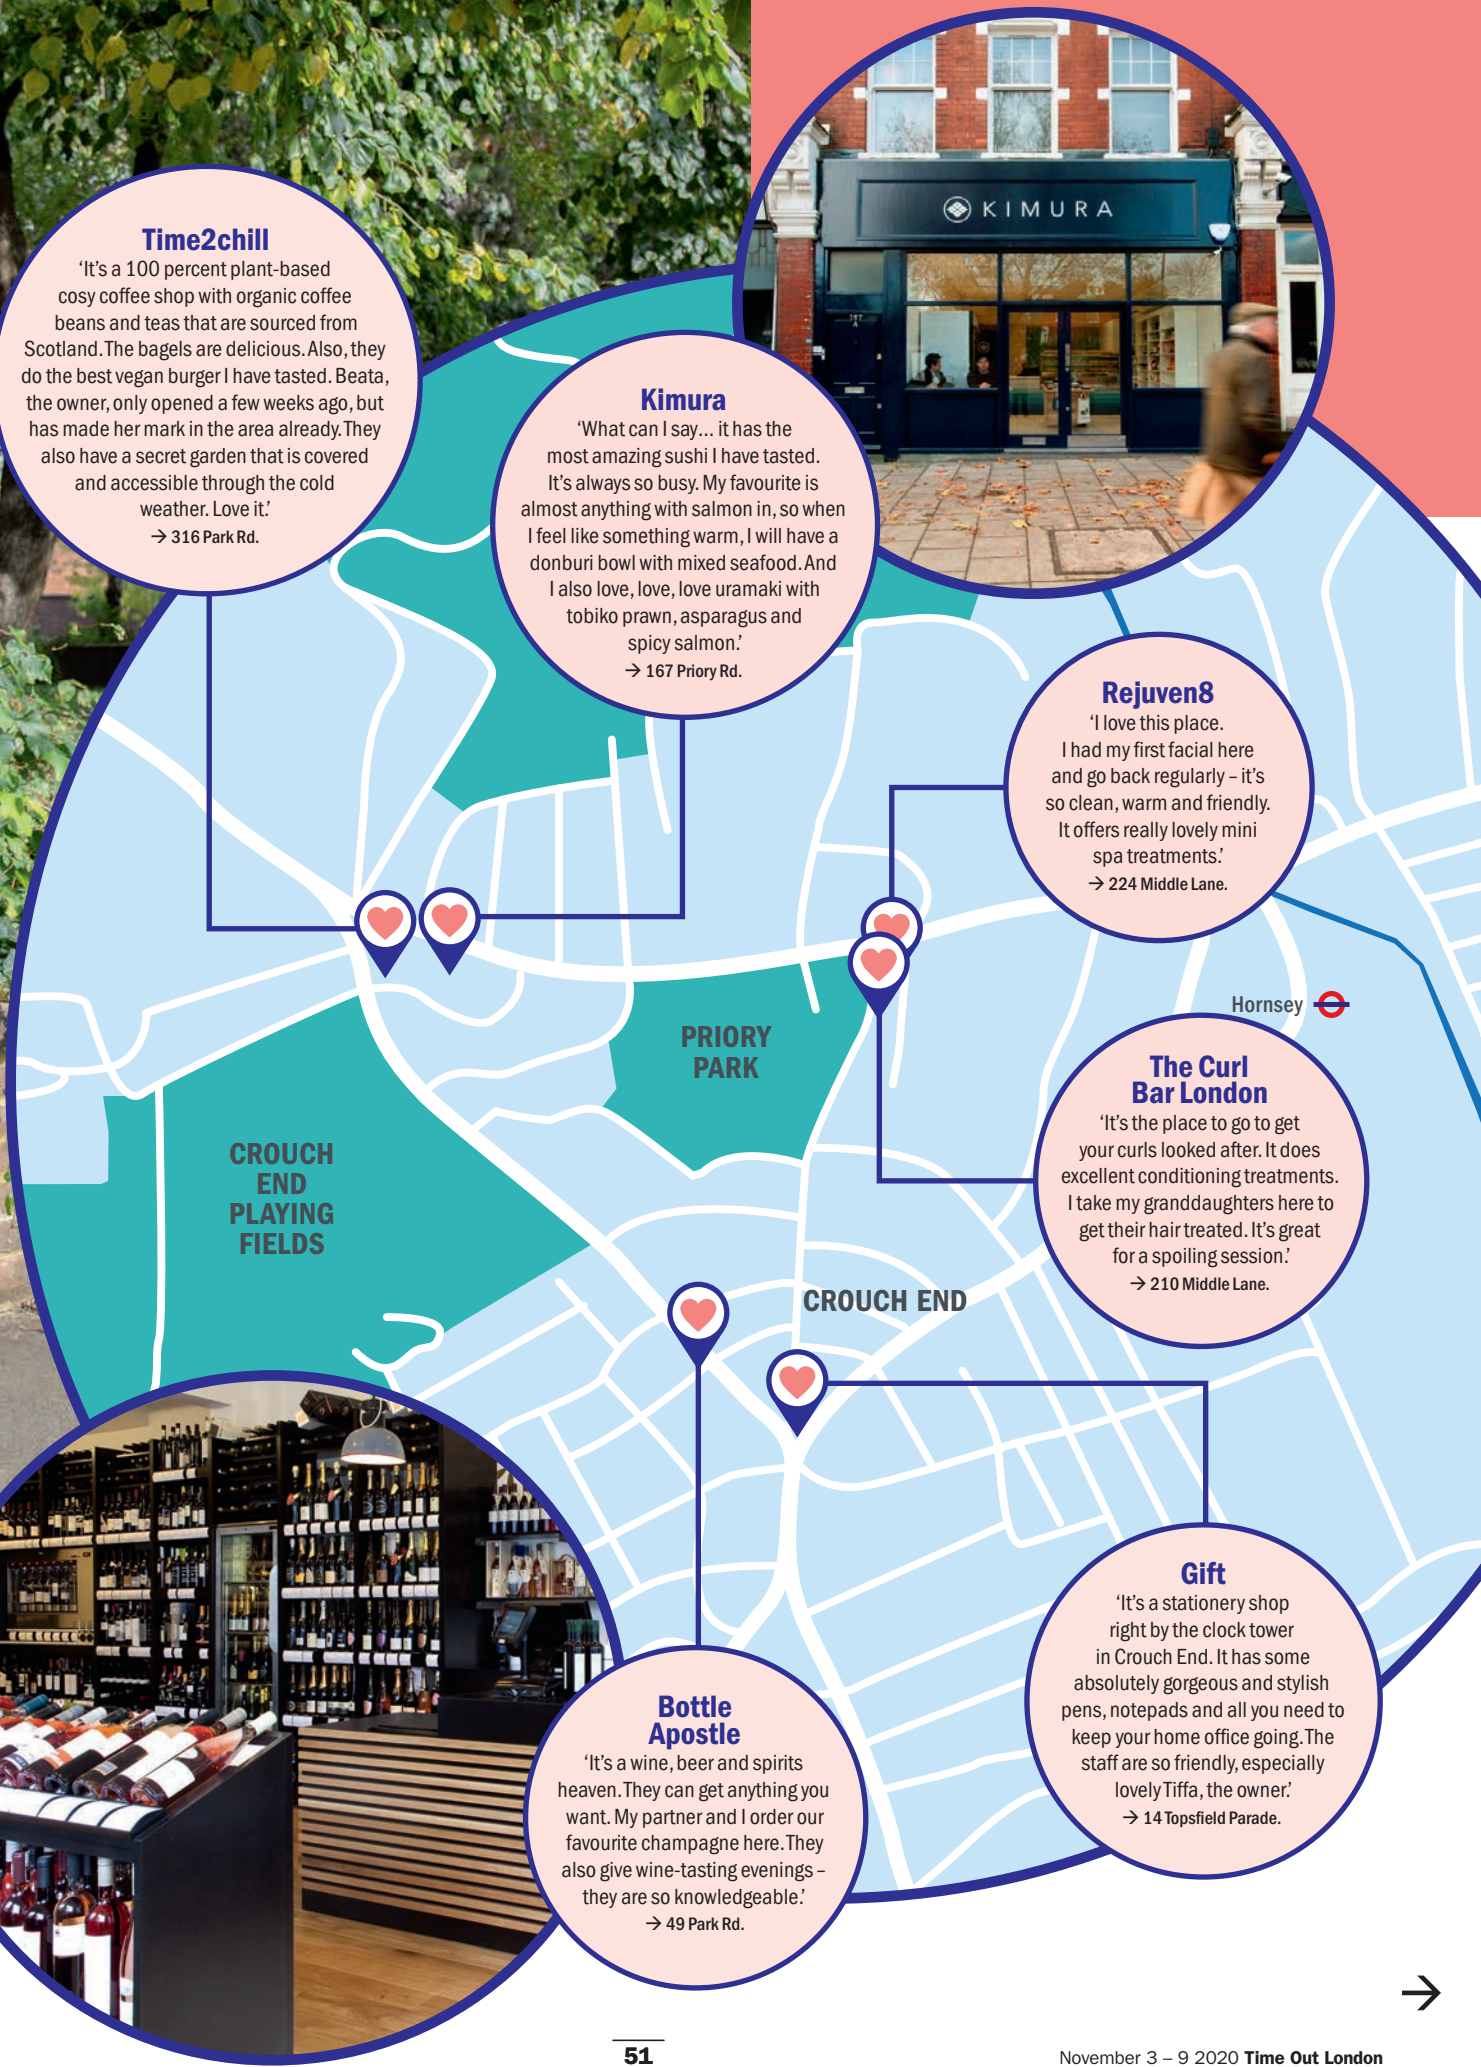 KIMURA
167
A
Time2chill
‘It’s a 100 percent plant-based
cosy coffee shop with organic coffee
beans and teas that are sourced from
Scotland. The bagels are delicious. Also, they
do the best vegan burger I have tasted. Beata,
the owner, only opened a few weeks ago, but
has made her mark in the area already. They
also have a secret garden that is covered
and accessible through the cold
weather. Love it.’
→ 316 Park Rd.
Kimura
‘What can I say... it has the
most amazing sushi I have tasted.
It’s always so busy. My favourite is
almost anything with salmon in, so when
I feel like something warm, I will have a
donburi bowl with mixed seafood. And
I also love, love, love uramaki with
tobiko prawn, asparagus and
spicy salmon.’
→ 167 Priory Rd.
Rejuven8
‘I love this place.
I had my first facial here
and go back regularly – it’s
so clean, warm and friendly.
It offers really lovely mini
spa treatments.’
→ 224 Middle Lane.
Hornsey
PRIORY
PARK
The Curl
Bar London
‘It’s the place to go to get
your curls looked after. It does
excellent conditioning treatments.
I take my granddaughters here to
get their hair treated. It’s great
for a spoiling session.’
→ 210 Middle Lane.
CROUCH
END
PLAYING
FIELDS
CROUCH END
Gift
‘It’s a stationery shop
right by the clock tower
in Crouch End. It has some
absolutely gorgeous and stylish
pens, notepads and all you need to
keep your home office going. The
staff are so friendly, especially
lovely Tiffa, the owner.’
→ 14 Topsfield Parade.
Bottle
Apostle
‘It’s a wine, beer and spirits
heaven. They can get anything you
want. My partner and I order our
favourite champagne here. They
also give wine-tasting evenings –
they are so knowledgeable.’
→ 49 Park Rd.
→
51
November 3 – 9 2020 Time Out London